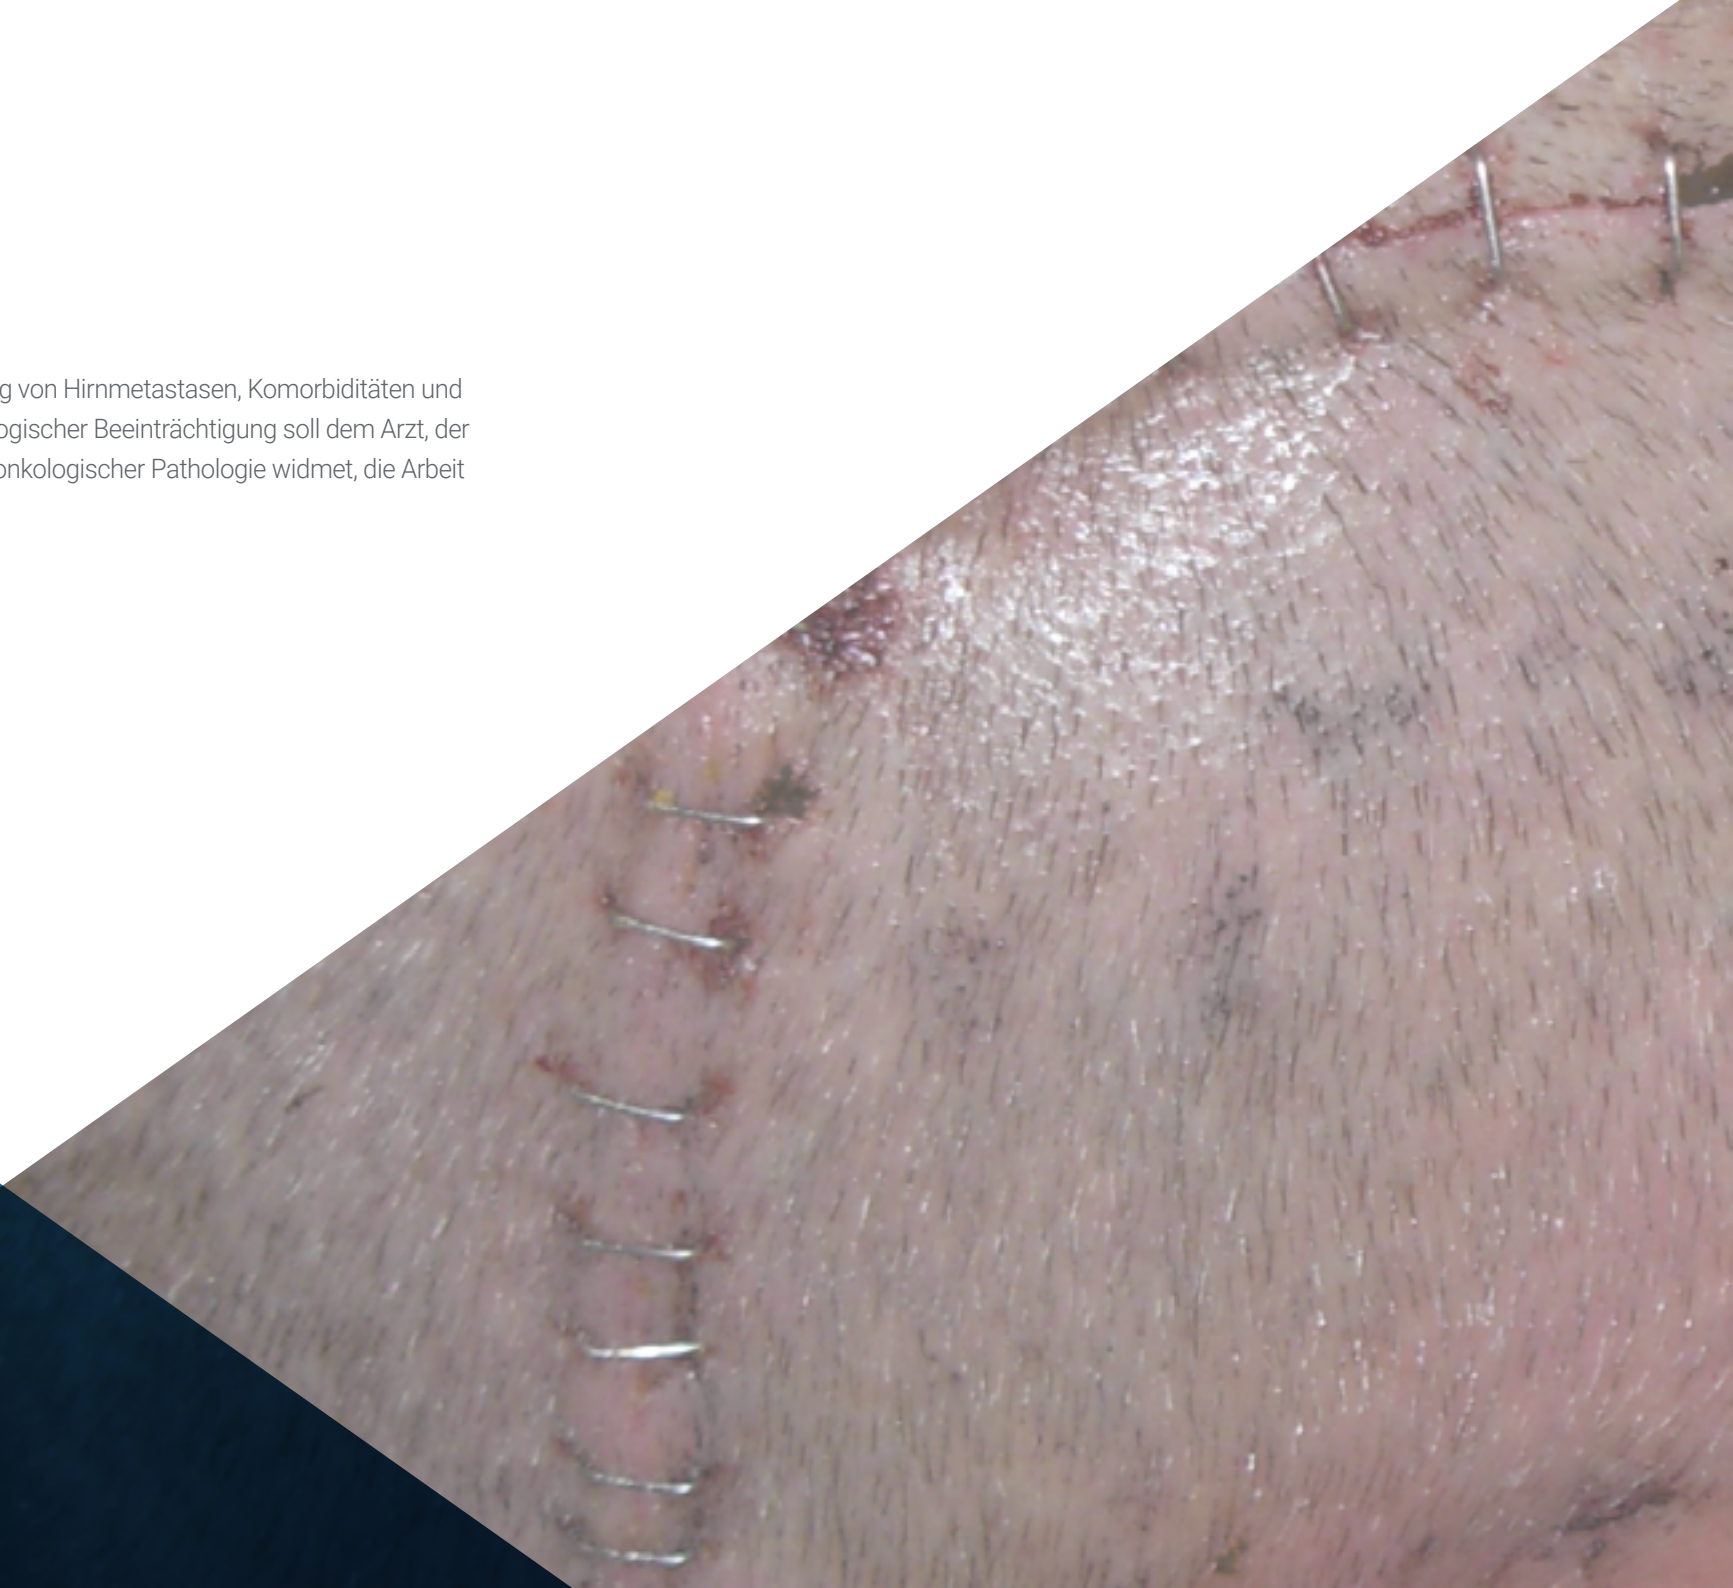 g von Hirnmetastasen, Komorbiditäten und
ogischer Beeinträchtigung soll dem Arzt, der
onkologischer Pathologie widmet, die Arbeit